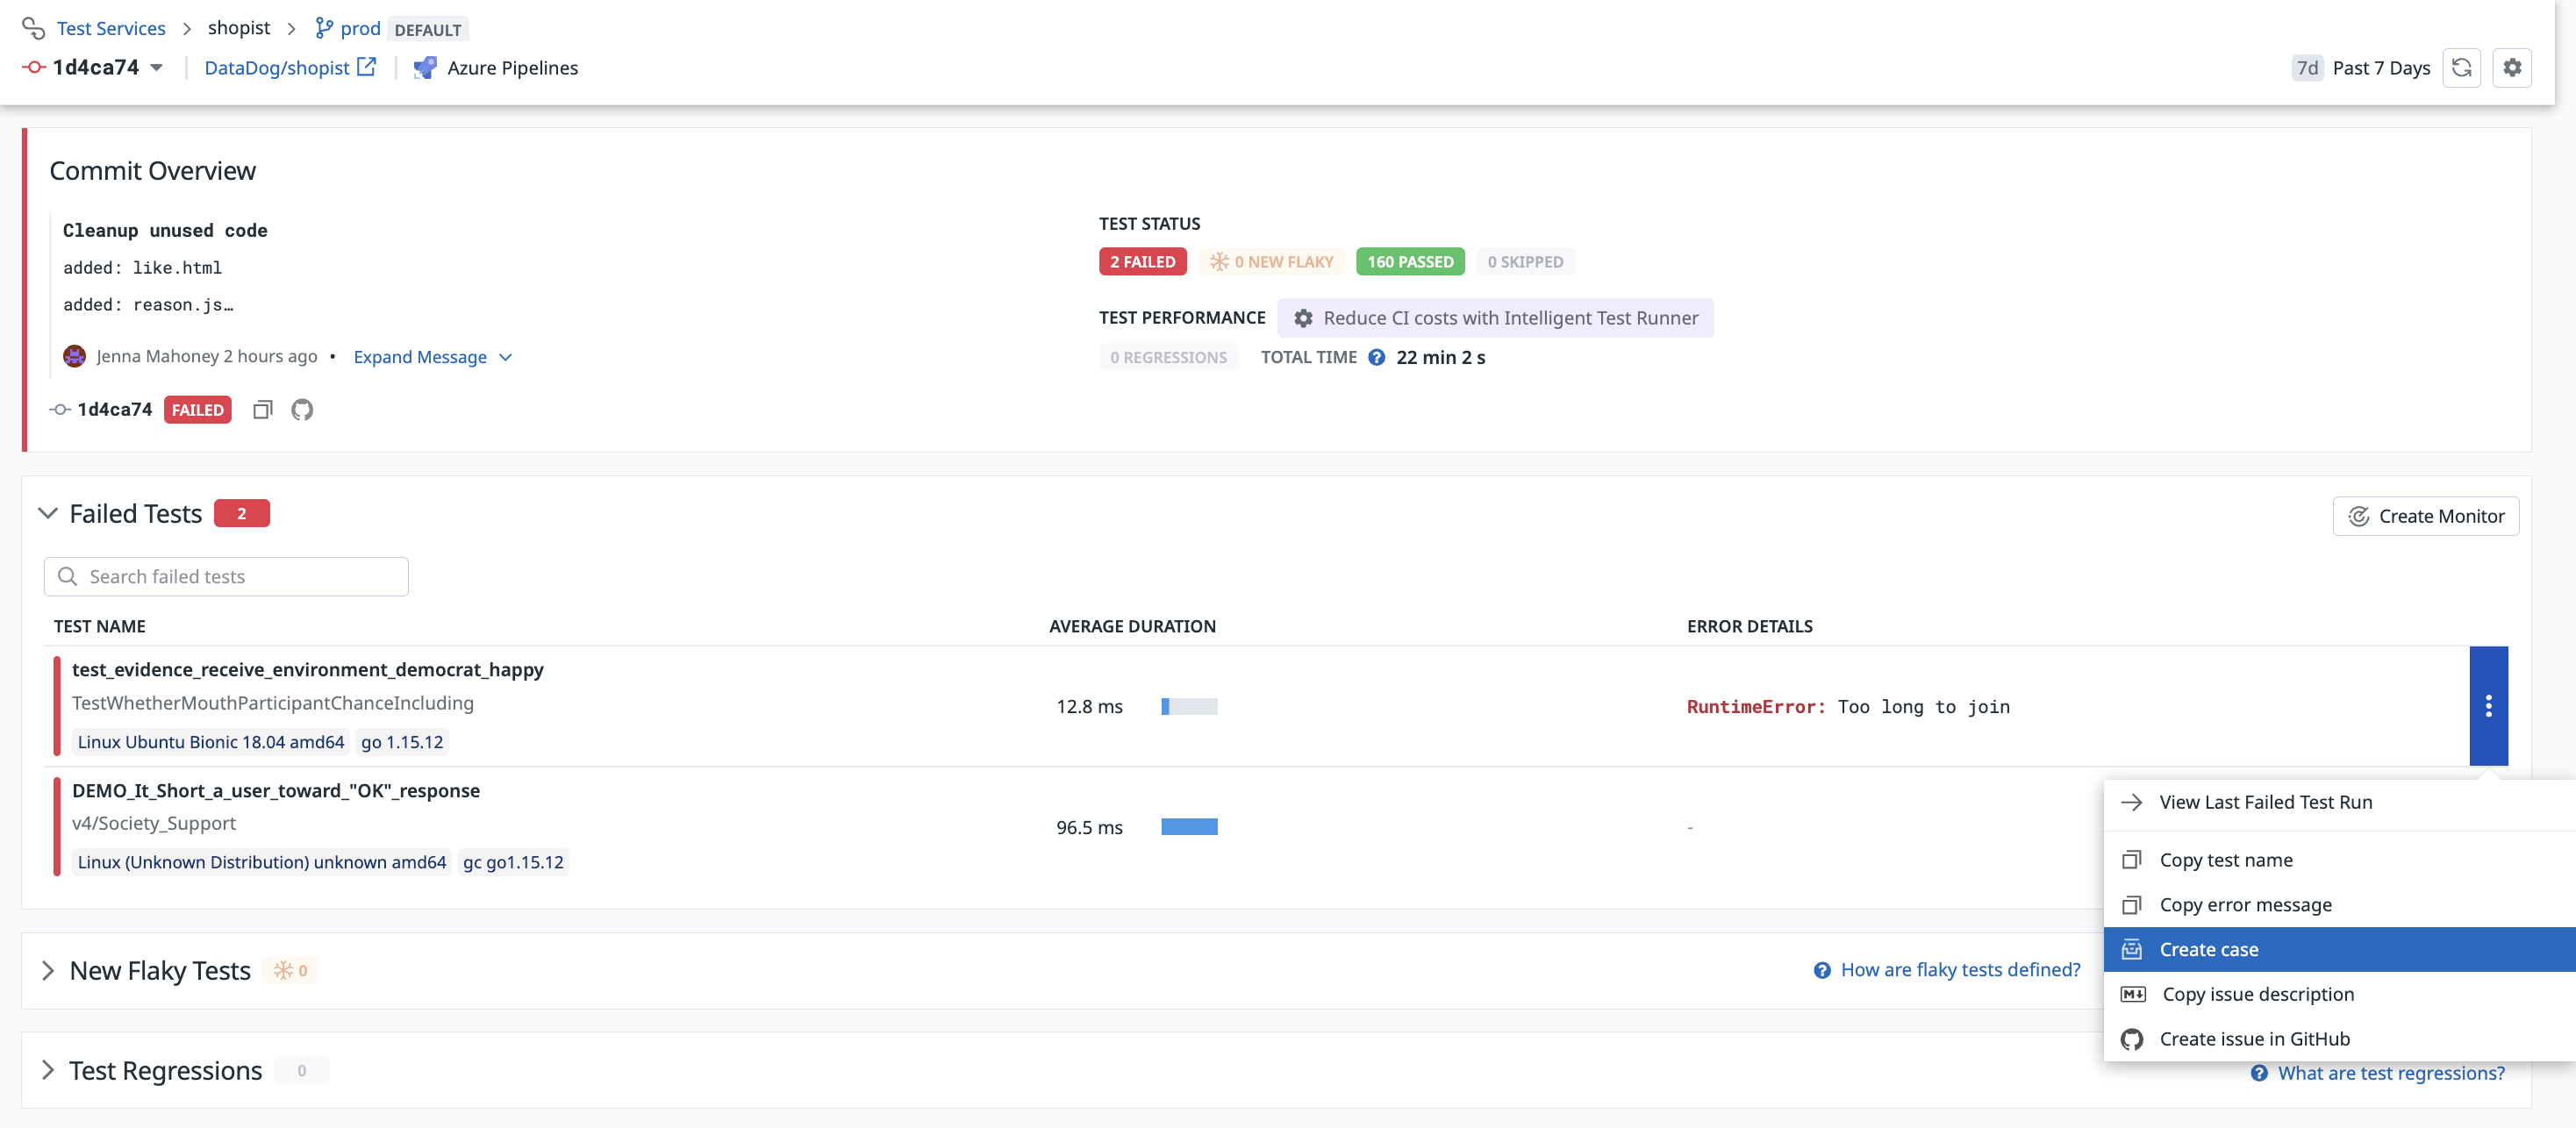 Test Services > shopist > prod DEFAULT
1d4ca74 DataDog/shopist Azure Pipelines
7d Past 7 Days
Commit Overview
Cleanup unused code
added: like.html
added: reason.js…
Jenna Mahoney 2 hours ago • Expand Message
1d4ca74 FAILED
TEST STATUS
2 FAILED 0 NEW FLAKY 160 PASSED 0 SKIPPED
TEST PERFORMANCE Reduce CI costs with Intelligent Test Runner
0 REGRESSIONS TOTAL TIME ? 22 min 2 s
Failed Tests 2
Create Monitor
Search failed tests
TEST NAME AVERAGE DURATION ERROR DETAILS
test_evidence_receive_environment_democrat_happy
TestWhetherMouthParticipantChanceIncluding
Linux Ubuntu Bionic 18.04 amd64 go 1.15.12
12.8 ms
RuntimeError: Too long to join
DEMO_It_Short_a_user_toward_"OK"_response
v4/Society_Support
Linux (Unknown Distribution) unknown amd64 gc go1.15.12
96.5 ms
-
View Last Failed Test Run
Copy test name
Copy error message
Create case
M Copy issue description
Create issue in GitHub
New Flaky Tests 0
? How are flaky tests defined?
Test Regressions 0
? What are test regressions?